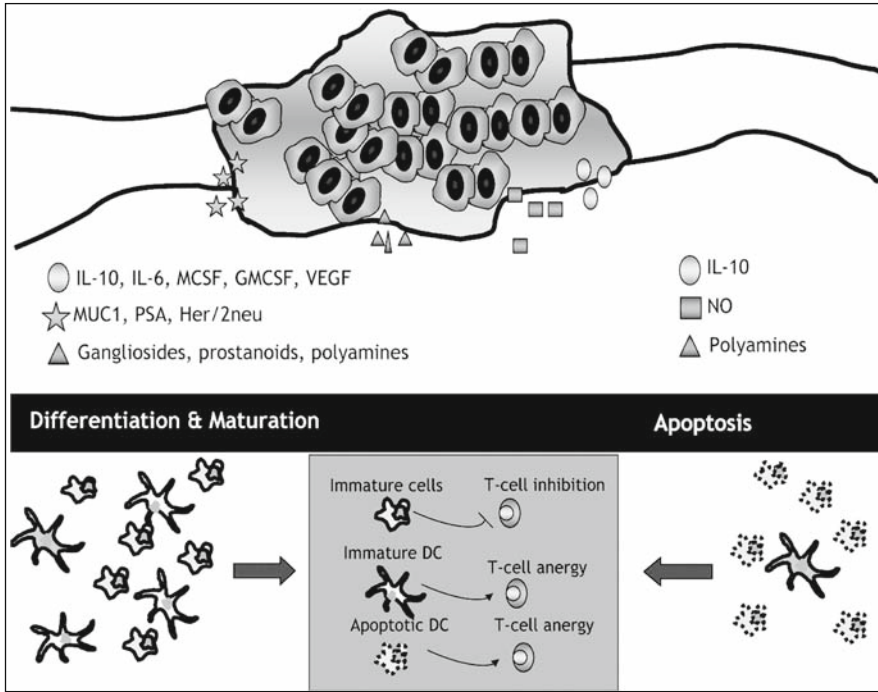 IL-10, IL-6, MCSF, GMCSF, VEGF
MUC1, PSA, Her/2neu
Gangliosides, prostanoids, polyamines
IL-10
NO
Polyamines
Differentiation & Maturation
Apoptosis
Immature cells
T-cell inhibition
Immature DC
T-cell anergy
Apoptotic DC
T-cell anergy